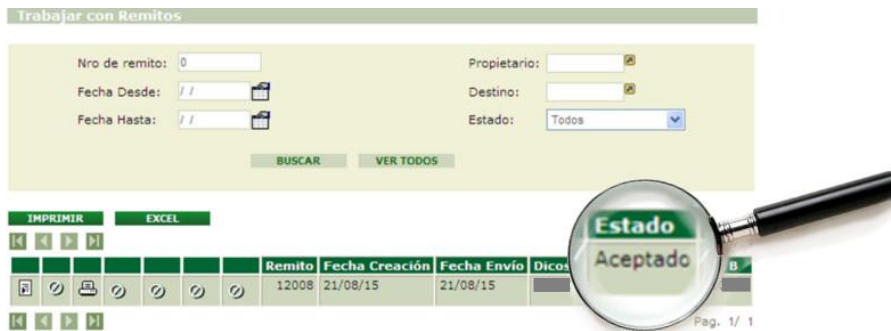 Trabajar con Remitos
Nro de remito: 0 Propietario:
Fecha Desde: / / Destino:
Fecha Hasta: / / Estado: Todos
BUSCAR VER TODOS
IMPRIMIR EXCEL
Remito Fecha Creación Fecha Envío Dicos Estado B
12008 21/08/15 21/08/15 Aceptado
Pag. 1/ 1